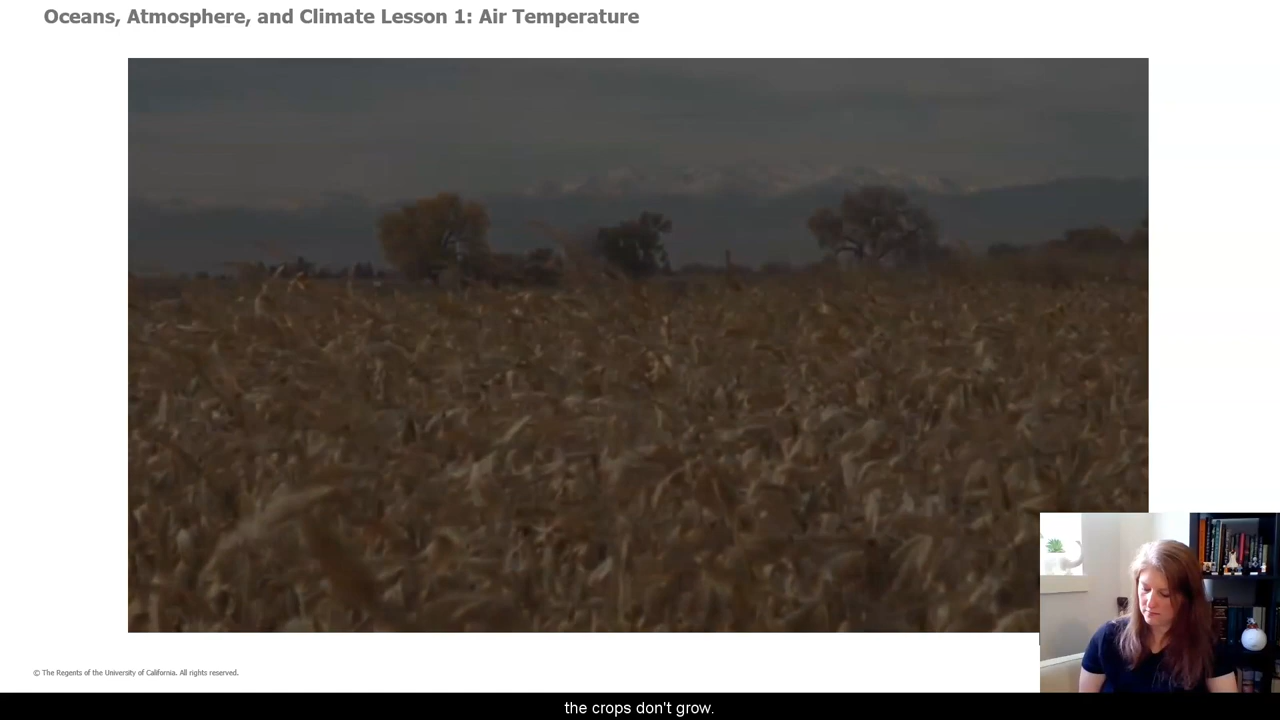 Oceans, Atmosphere, and Climate Lesson 1: Air Temperature
© The Regents of the University of California. All rights reserved.
the crops don't grow.